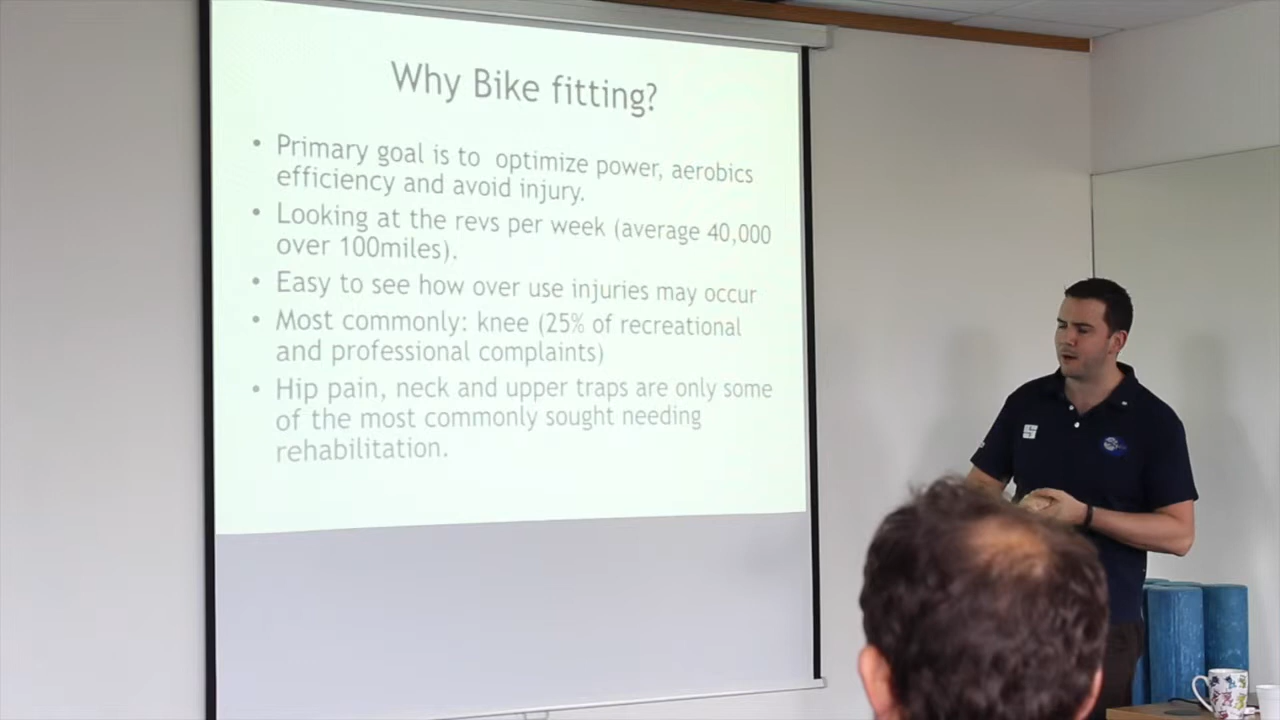 Why Bike fitting?
• Primary goal is to optimize power, aerobics
efficiency and avoid injury.
• Looking at the revs per week (average 40,000
over 100miles).
• Easy to see how over use injuries may occur
• Most commonly: knee (25% of recreational
and professional complaints)
• Hip pain, neck and upper traps are only some
of the most commonly sought needing
rehabilitation.